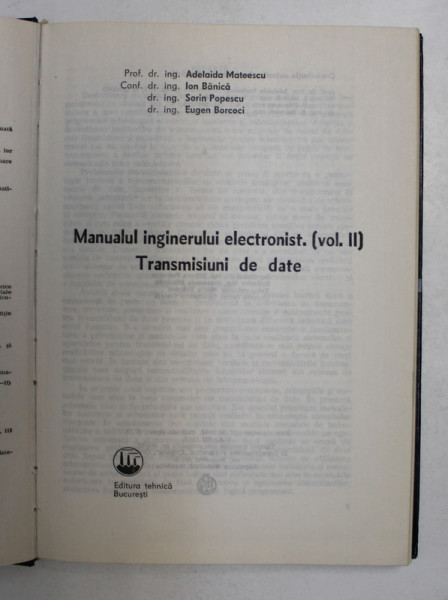 Prof. dr. ing. Adelaida Mateescu
Conf. dr. ing. Ion Bănică
dr. ing. Sorin Popescu
dr. ing. Eugen Borcoci
Manualul inginerului electronist. (vol. II)
Transmisiuni de date
Editura tehnică
București